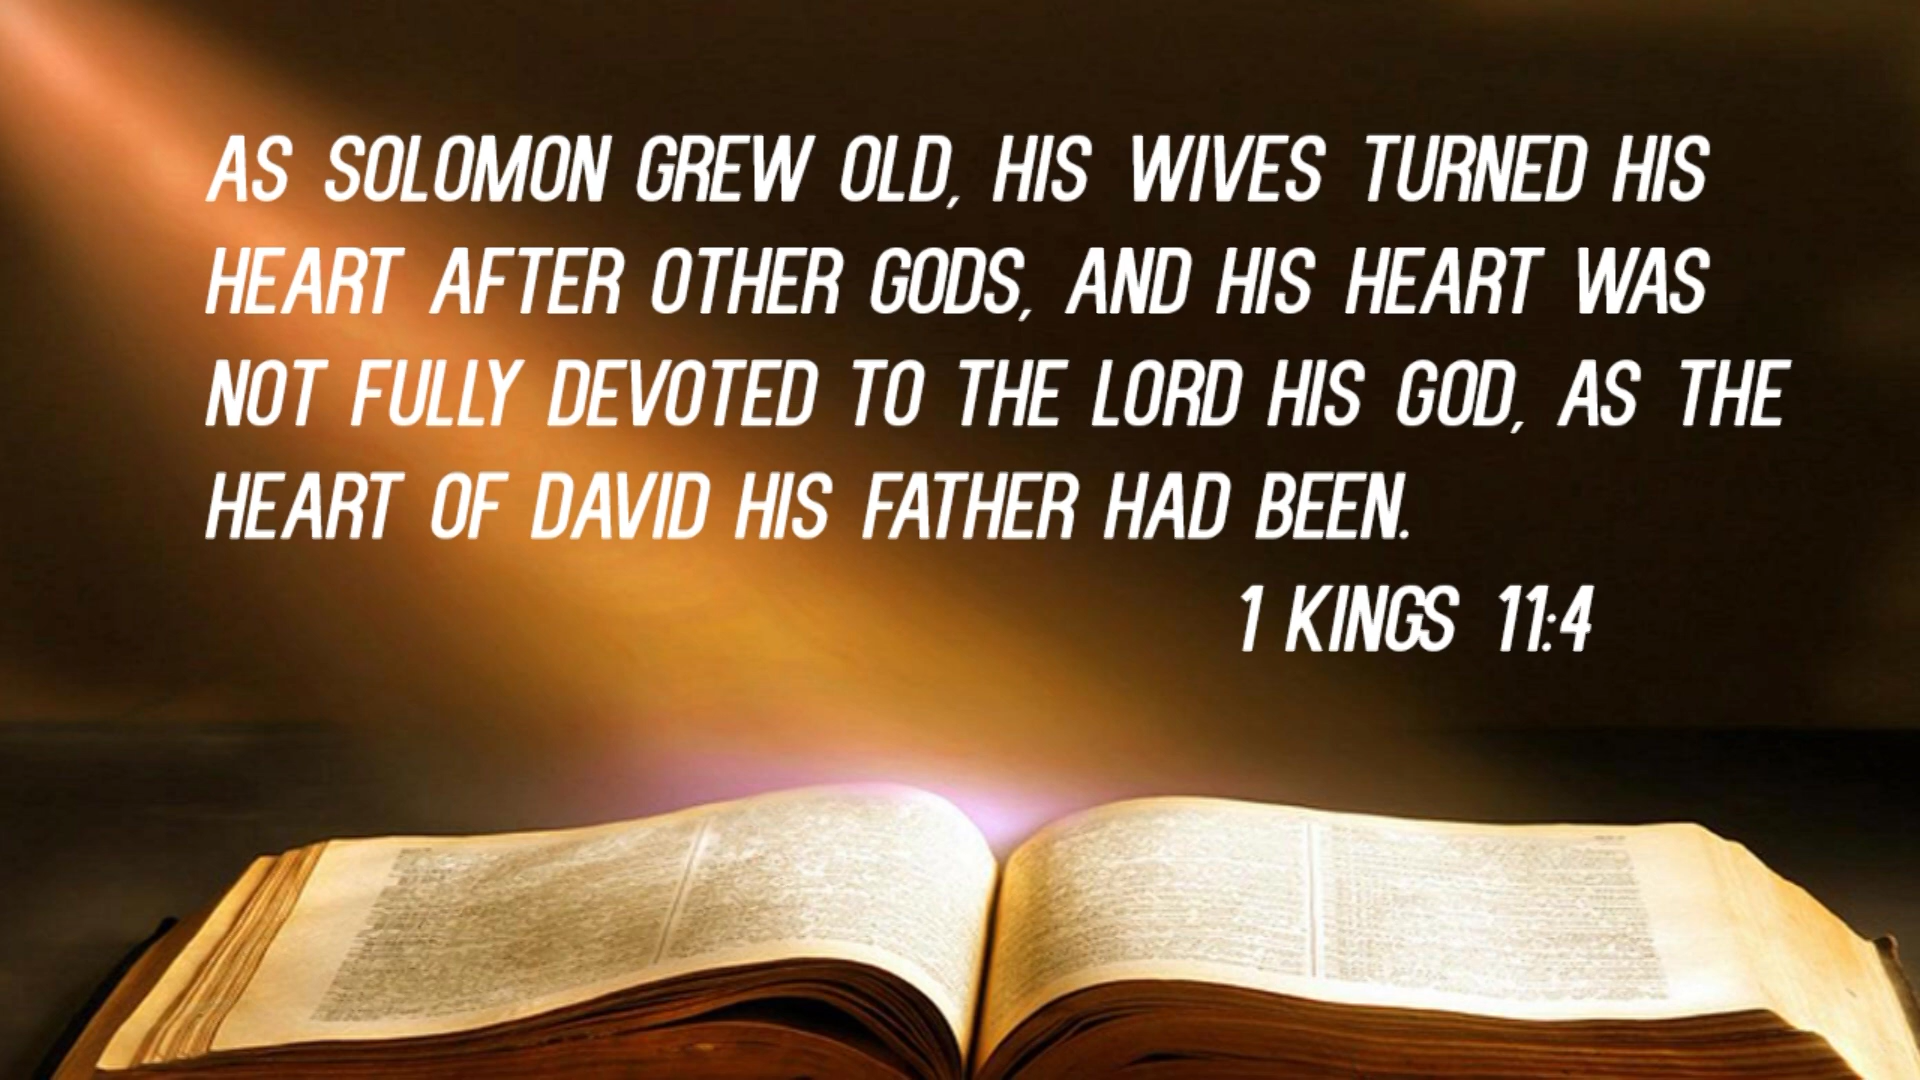 AS SOLOMON GREW OLD, HIS WIVES TURNED HIS
HEART AFTER OTHER GODS, AND HIS HEART WAS
NOT FULLY DEVOTED TO THE LORD HIS GOD, AS THE
HEART OF DAVID HIS FATHER HAD BEEN.
1 KINGS 11:4